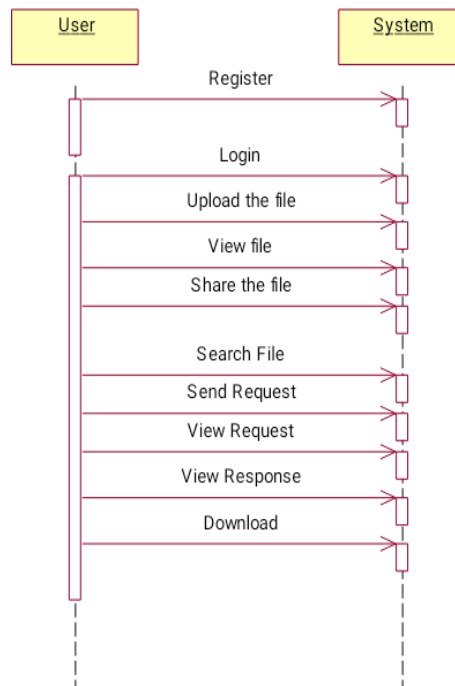 User
System
Register
Login
Upload the file
View file
Share the file
Search File
Send Request
View Request
View Response
Download